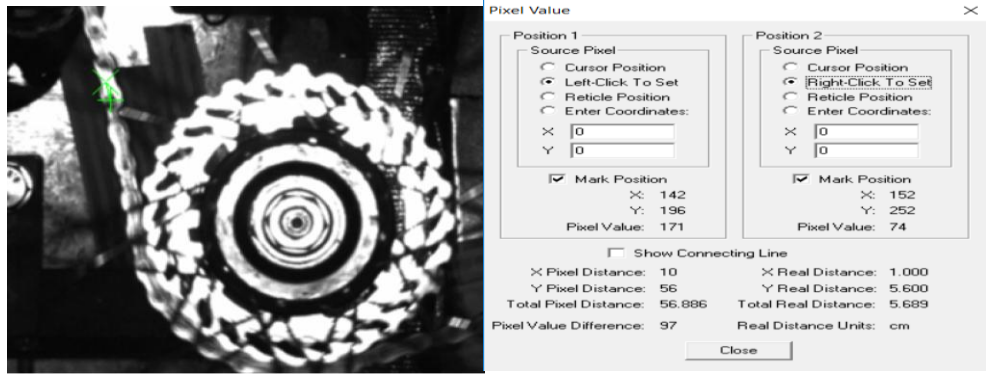 Pixel Value
Position 1
Source Pixel
Cursor Position
Left-Click To Set
Reticle Position
Enter Coordinates:
X 0
Y 0
Mark Position
X: 142
Y: 196
Pixel Value: 171
Position 2
Source Pixel
Cursor Position
Right-Click To Set
Reticle Position
Enter Coordinates:
X 0
Y 0
Mark Position
X: 152
Y: 252
Pixel Value: 74
Show Connecting Line
X Pixel Distance: 10 X Real Distance: 1.000
Y Pixel Distance: 56 Y Real Distance: 5.600
Total Pixel Distance: 56.886 Total Real Distance: 5.689
Pixel Value Difference: 97 Real Distance Units: cm
Close